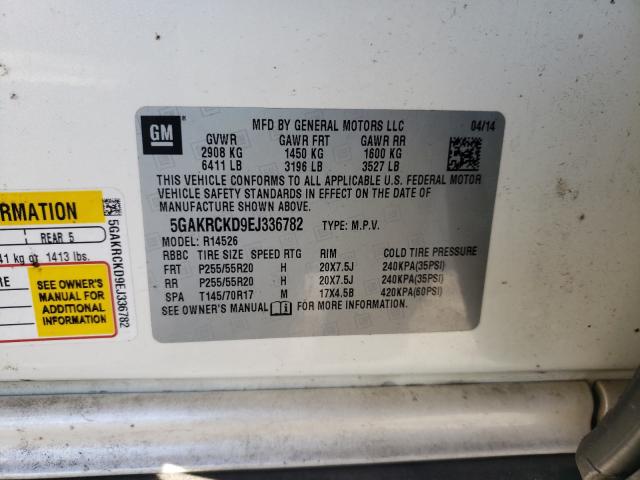 GM
MFD BY GENERAL MOTORS LLC
04/14
GVWR GAWR FRT GAWR RR
2908 KG 1450 KG 1600 KG
6411 LB 3196 LB 3527 LB
THIS VEHICLE CONFORMS TO ALL APPLICABLE U.S. FEDERAL MOTOR
VEHICLE SAFETY STANDARDS IN EFFECT ON THE DATE OF
MANUFACTURE SHOWN ABOVE.
5GAKRCKD9EJ336782 TYPE: M.P.V.
MODEL: R14526
RBBC TIRE SIZE SPEED RTG RIM COLD TIRE PRESSURE
FRT P255/55R20 H 20X7.5J 240KPA(35PSI)
RR P255/55R20 H 20X7.5J 240KPA(35PSI)
SPA T145/70R17 M 17X4.5B 420KPA(60PSI)
SEE OWNER'S MANUAL FOR MORE INFORMATION.
REAR 5
1413 lbs.
SEE OWNER'S
MANUAL FOR
ADDITIONAL
INFORMATION
5GAKRCKD9EJ336782